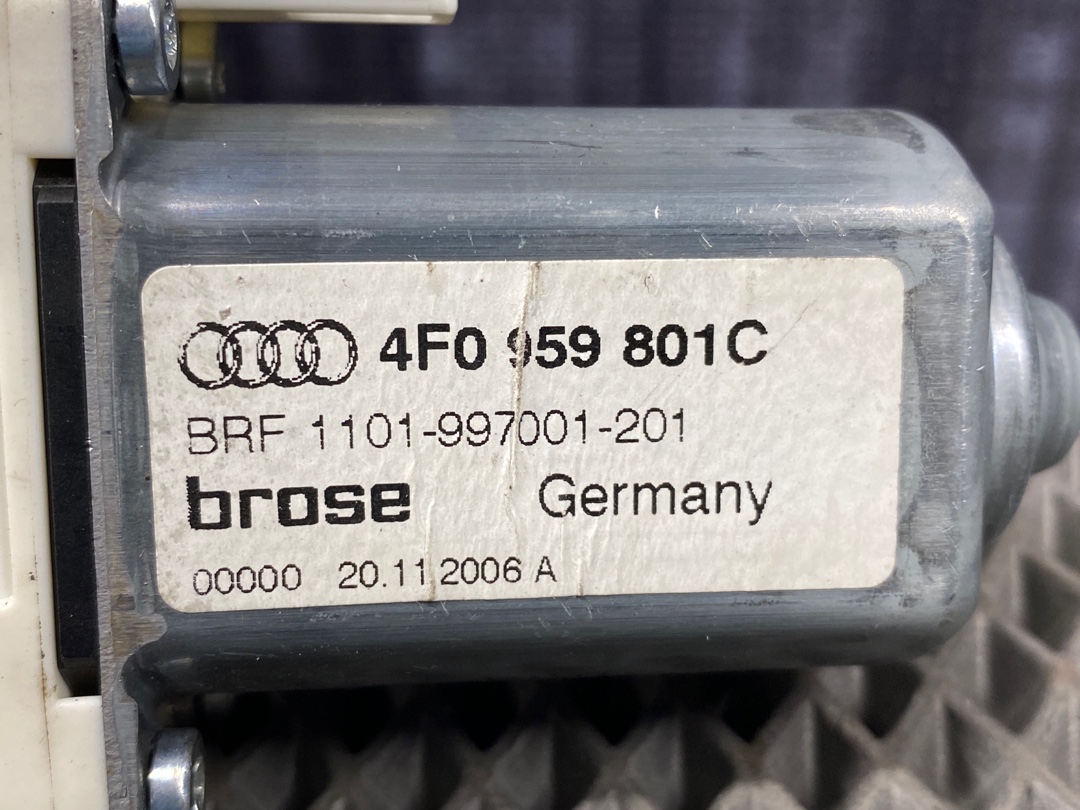 4F0 959 801C
BRF 1101-997001-201
brose Germany
00000 20.11.2006 A